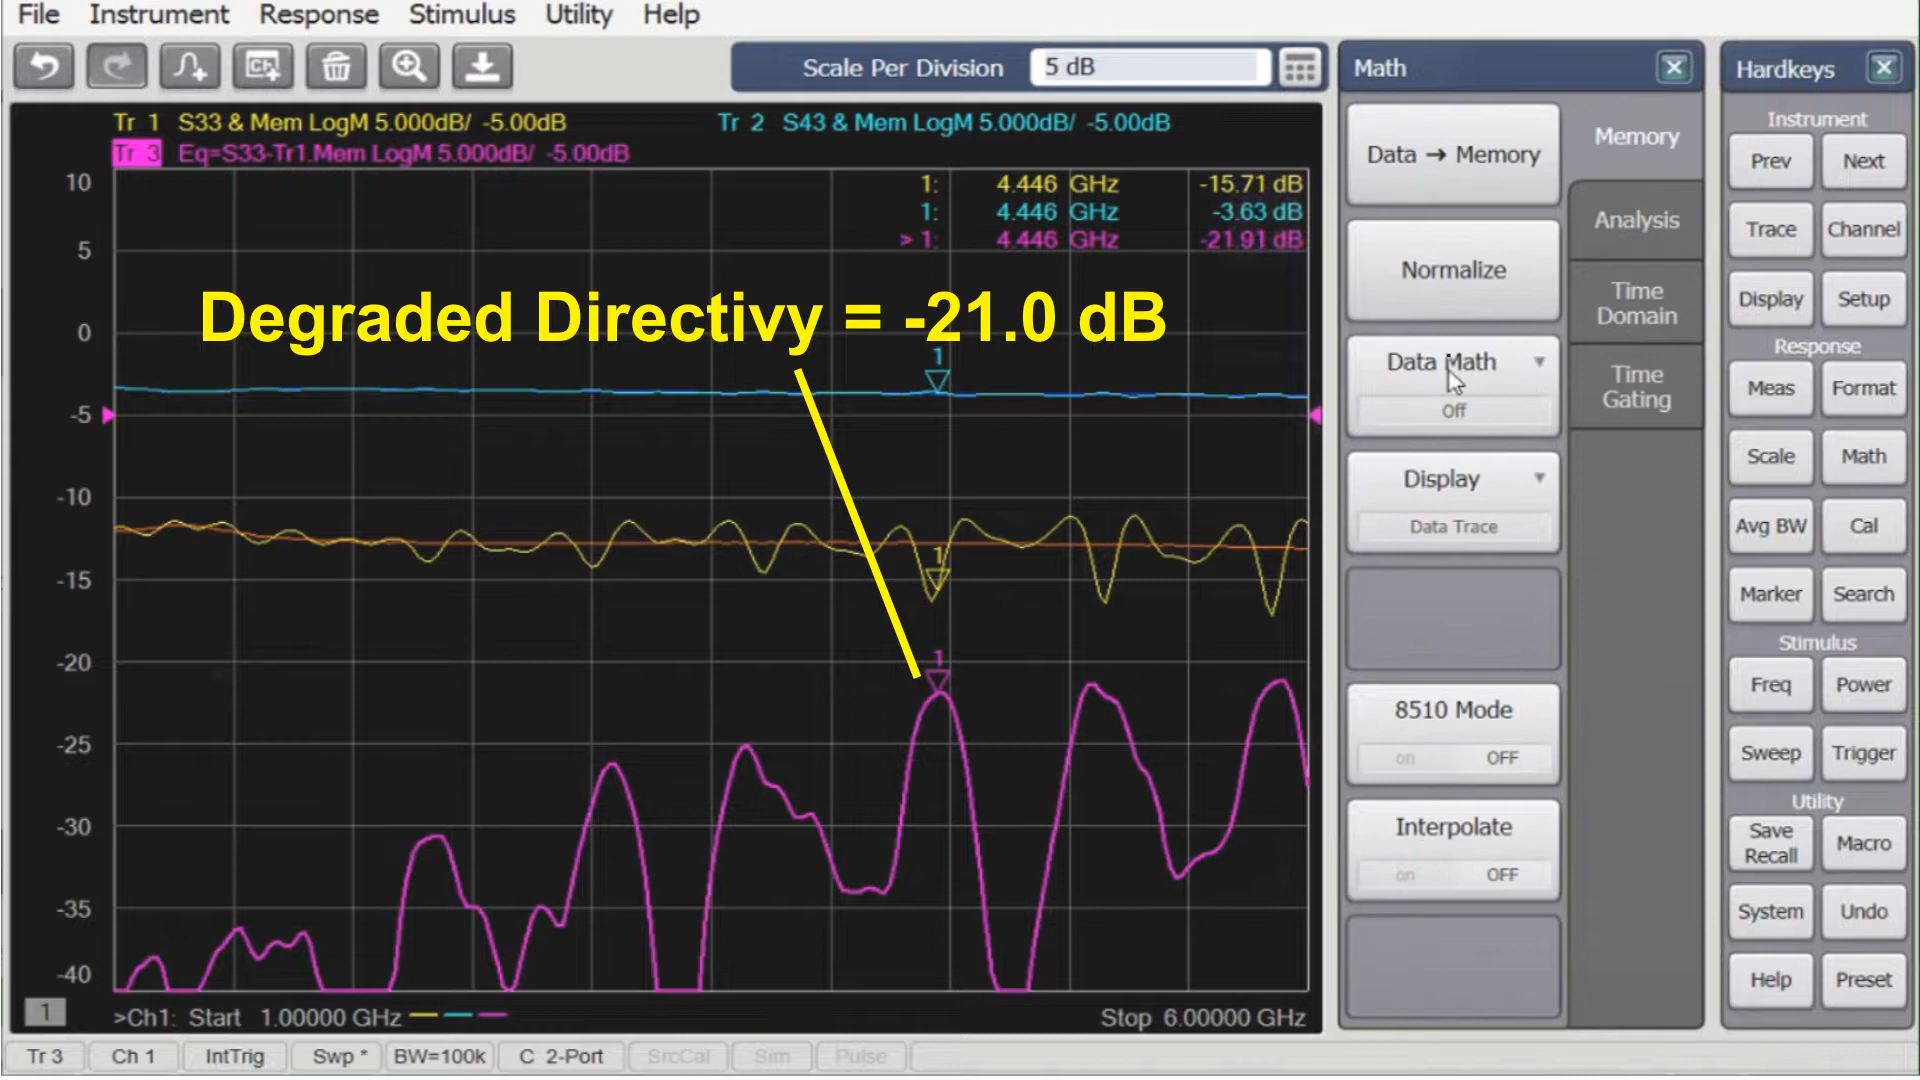 File Instrument Response Stimulus Utility Help
Scale Per Division 5 dB
Tr 1 S33 & Mem LogM 5.000dB/ -5.00dB
Tr 2 S43 & Mem LogM 5.000dB/ -5.00dB
Tr 3 Eq=S33-Tr1.Mem LogM 5.000dB/ -5.00dB
1: 4.446 GHz -15.71 dB
1: 4.446 GHz -3.63 dB
> 1: 4.446 GHz -21.91 dB
10
5
0
-5
-10
-15
-20
-25
-30
-35
-40
Degraded Directivy = -21.0 dB
1
1
1
1
>Ch1: Start 1.00000 GHz
Stop 6.00000 GHz
Tr 3 Ch 1 IntTrig Swp * BW=100k C 2-Port SrcCal Sim Pulse
Math
Data → Memory
Normalize
Data Math
Off
Display
Data Trace
8510 Mode
on OFF
Interpolate
on OFF
Memory
Analysis
Time
Domain
Time
Gating
Hardkeys
Instrument
Prev Next
Trace Channel
Display Setup
Response
Meas Format
Scale Math
Avg BW Cal
Marker Search
Stimulus
Freq Power
Sweep Trigger
Utility
Save
Recall
Macro
System Undo
Help Preset